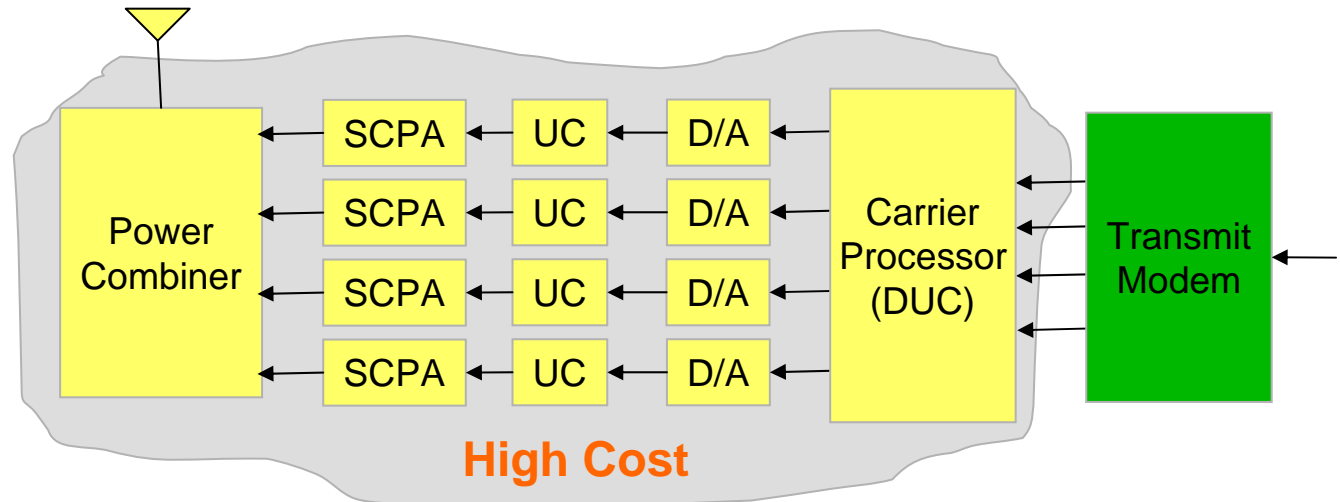 SCPA
UC
D/A
SCPA
UC
D/A
SCPA
UC
D/A
SCPA
UC
D/A
Power
Combiner
Carrier
Processor
(DUC)
Transmit
Modem
High Cost